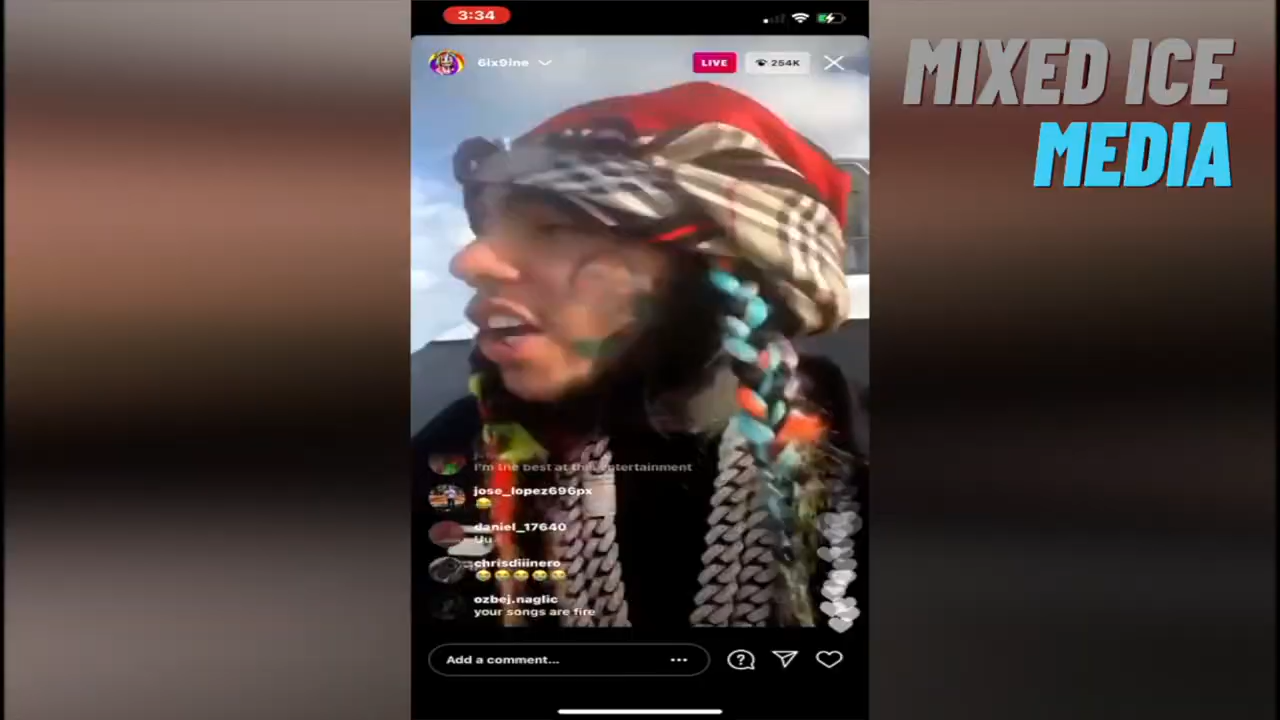 3:34
6ix9ine
LIVE
254K
MIXED ICE
MEDIA
I'm the best at this entertainment
jose_lopez696px
daniel_17640
Uu
chrisdiiinero
ozbej.naglic
your songs are fire
Add a comment...